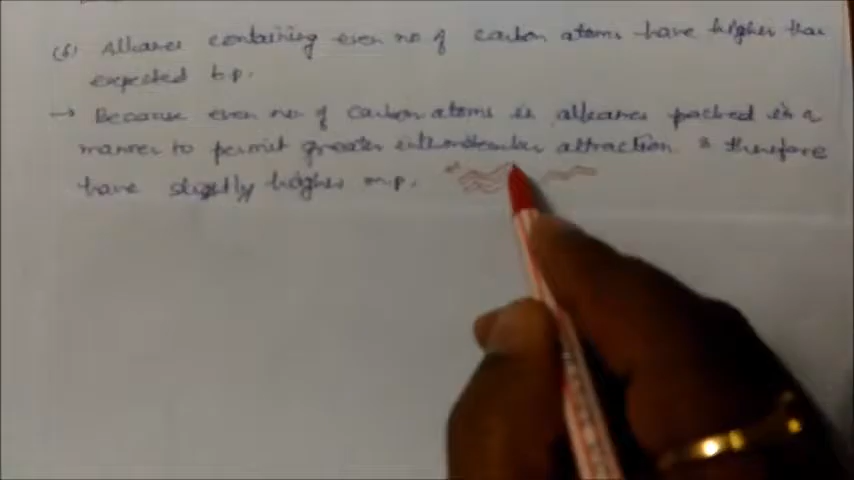 (6) Alkanes containing even no of carbon atoms have higher than
expected b.p.
→ Because even no of carbon atoms in alkanes packed in a
manner to permit greater intermolecular attraction & therefore
have slightly higher m.p.